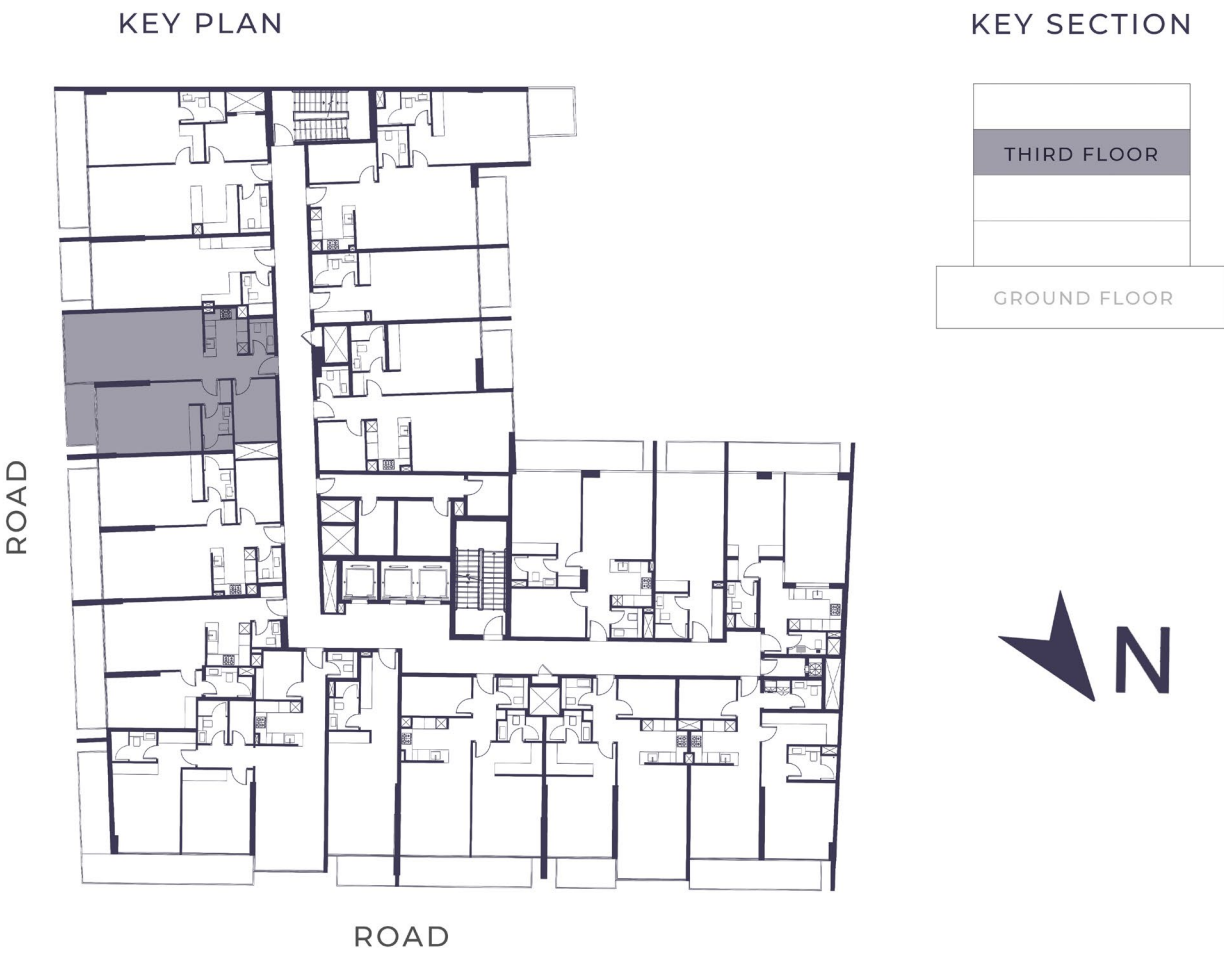 KEY PLAN
KEY SECTION
THIRD FLOOR
GROUND FLOOR
ROAD
N
ROAD